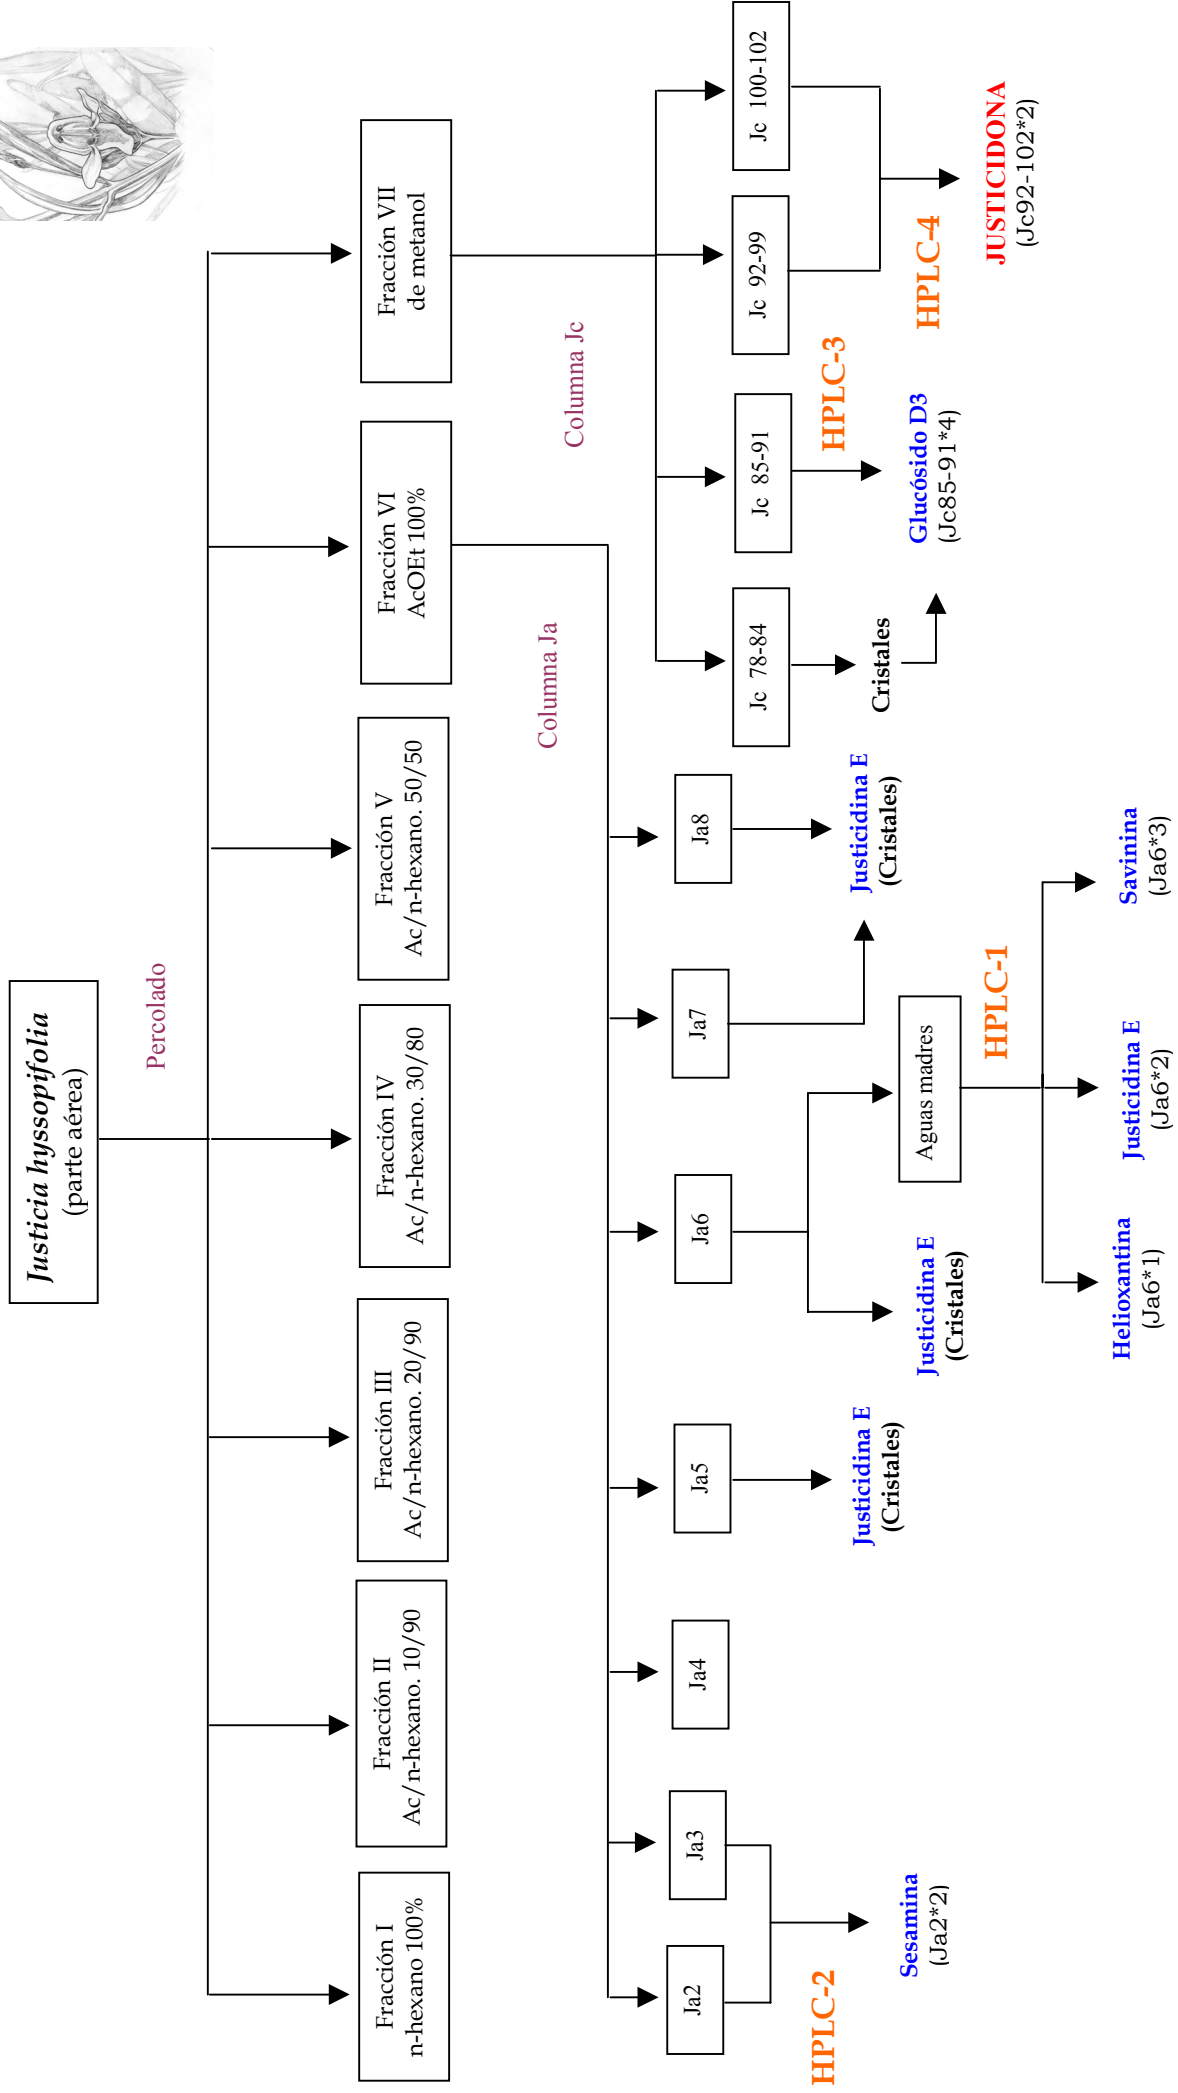 Justicia hyssopifolia
(parte aérea)
Percolado
Fracción I
n-hexano 100%
Fracción II
Ac/n-hexano. 10/90
Fracción III
Ac/n-hexano. 20/90
Fracción IV
Ac/n-hexano. 30/80
Fracción V
Ac/n-hexano. 50/50
Fracción VI
AcOEt 100%
Fracción VII
de metanol
Columna Ja
Columna Jc
Ja2
Ja3
Ja4
Ja5
Ja6
Ja7
Ja8
Jc 78-84
Jc 85-91
Jc 92-99
Jc 100-102
HPLC-2
Sesamina
(Ja2*2)
Justicidina E
(Cristales)
Justicidina E
(Cristales)
Aguas madres
Justicidina E
(Cristales)
Cristales
HPLC-3
Glucósido D3
(Jc85-91*4)
HPLC-4
JUSTICIDONA
(Jc92-102*2)
HPLC-1
Helioxantina
(Ja6*1)
Justicidina E
(Ja6*2)
Savinina
(Ja6*3)